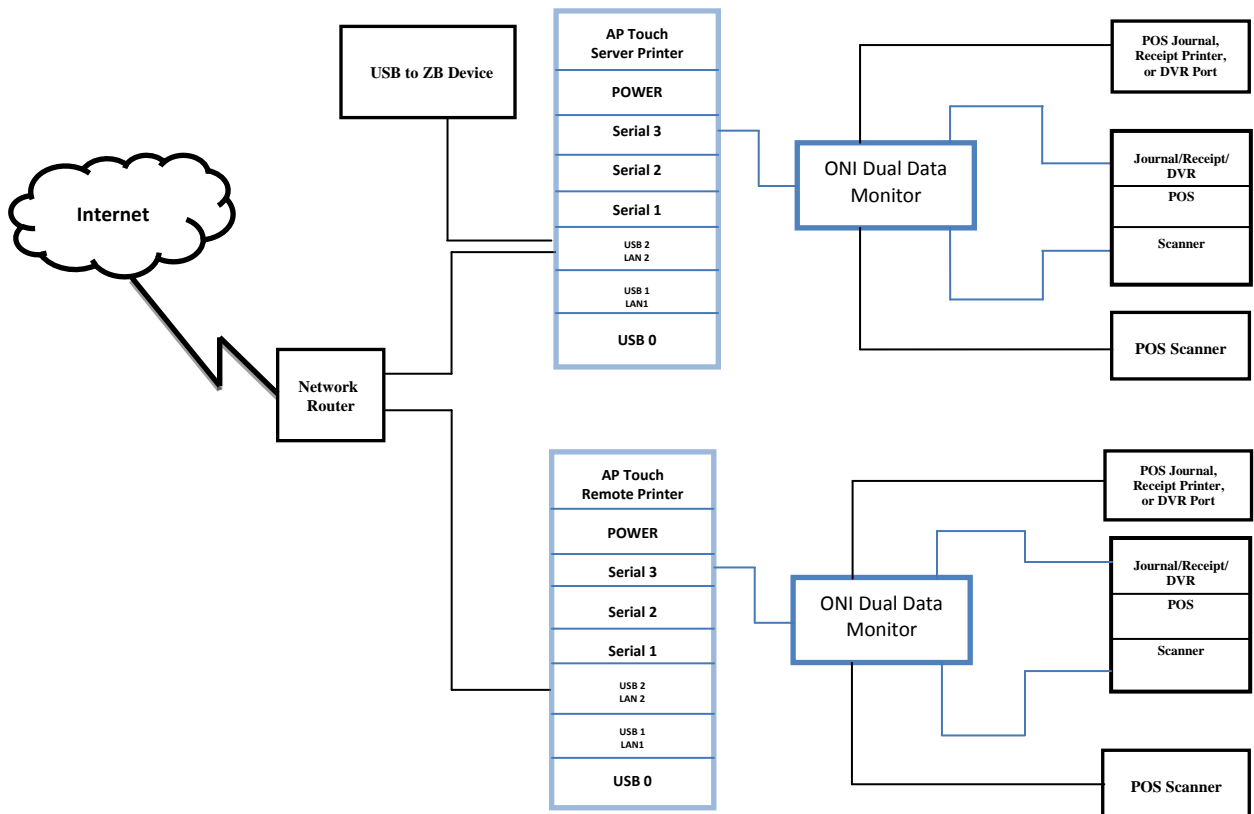 USB to ZB Device
Internet
Network
Router
AP Touch
Server Printer
POWER
Serial 3
Serial 2
Serial 1
USB 2
LAN 2
USB 1
LAN1
USB 0
ONI Dual Data
Monitor
POS Journal,
Receipt Printer,
or DVR Port
Journal/Receipt/
DVR
POS
Scanner
POS Scanner
AP Touch
Remote Printer
POWER
Serial 3
Serial 2
Serial 1
USB 2
LAN 2
USB 1
LAN1
USB 0
ONI Dual Data
Monitor
POS Journal,
Receipt Printer,
or DVR Port
Journal/Receipt/
DVR
POS
Scanner
POS Scanner